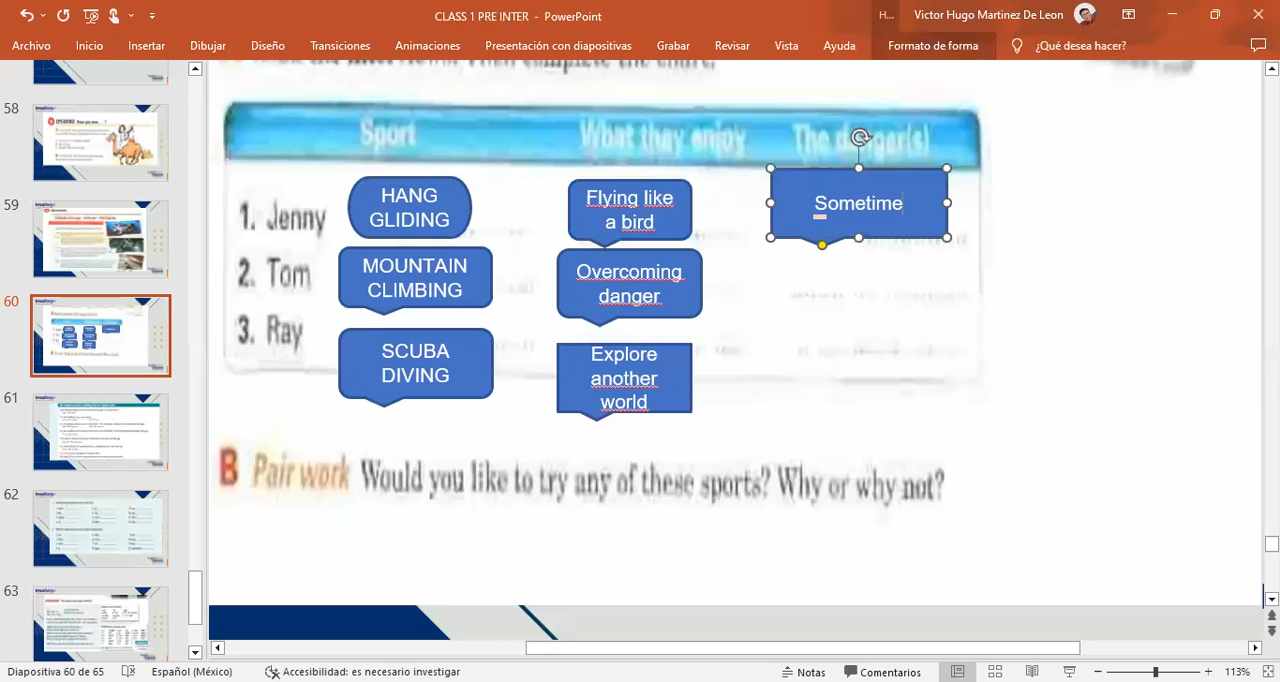 CLASS 1 PRE INTER - PowerPoint
H...
Victor Hugo Martinez De Leon
Archivo Inicio Insertar Dibujar Diseño Transiciones Animaciones Presentación con diapositivas Grabar Revisar Vista Ayuda Formato de forma ¿Qué desea hacer?
58
59
60
61
62
63
Sport What they enjoy The danger(s)
1. Jenny
HANG
GLIDING
Flying like
a bird
Sometime
2. Tom
MOUNTAIN
CLIMBING
Overcoming
danger
3. Ray
SCUBA
DIVING
Explore
another
world
B Pair work Would you like to try any of these sports? Why or why not?
Diapositiva 60 de 65 Español (México) Accesibilidad: es necesario investigar Notas Comentarios 113%